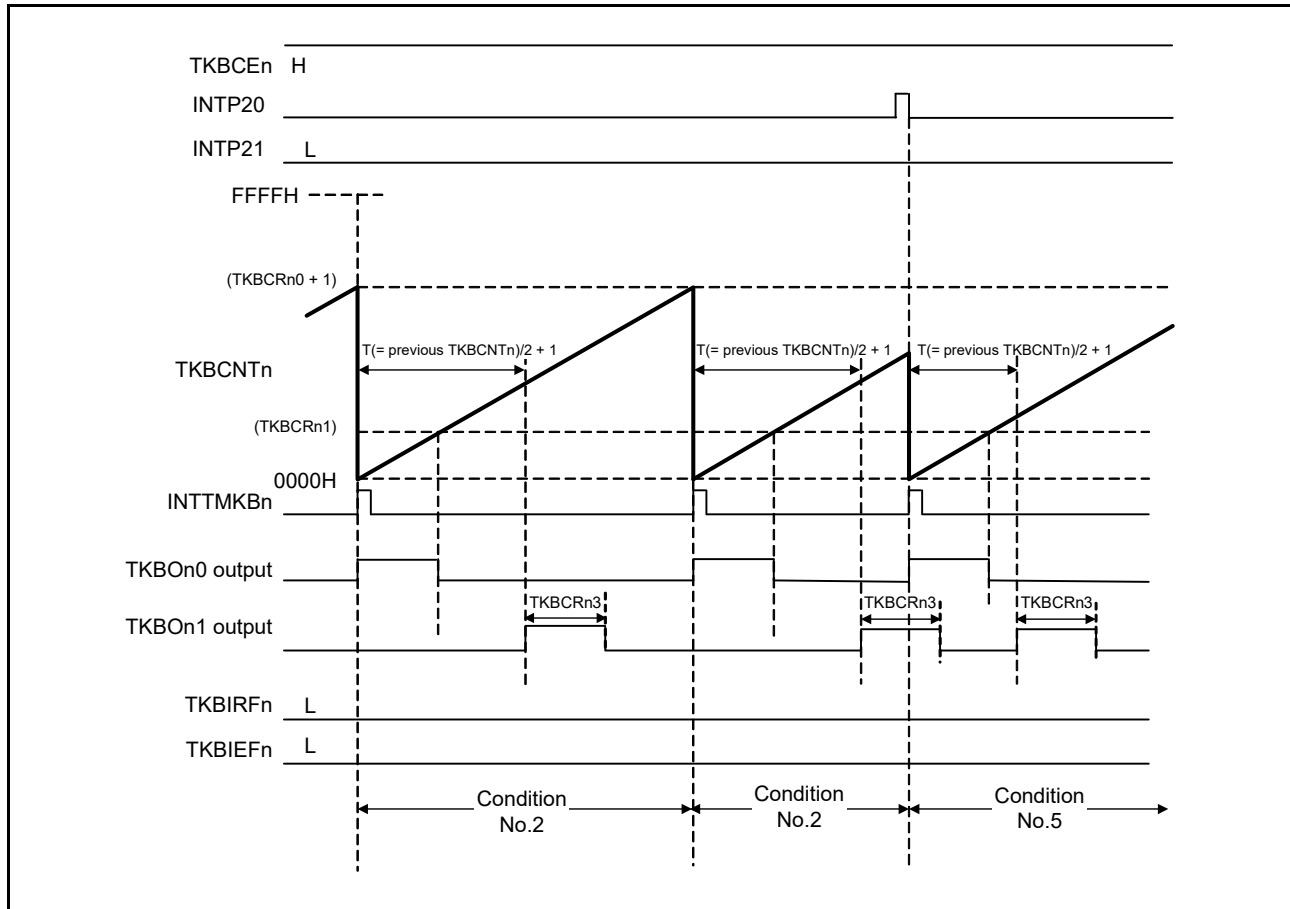 TKBCEn H
INTP20
INTP21 L
FFFFH
(TKBCRn0 + 1)
T(= previous TKBCNTn)/2 + 1 T(= previous TKBCNTn)/2 + 1 T(= previous TKBCNTn)/2 + 1
TKBCNTn
(TKBCRn1)
0000H
INTTMKBn
TKBOn0 output
TKBCRn3 TKBCRn3 TKBCRn3
TKBOn1 output
TKBIRFn L
TKBIEFn L
Condition Condition Condition
No.2 No.2 No.5